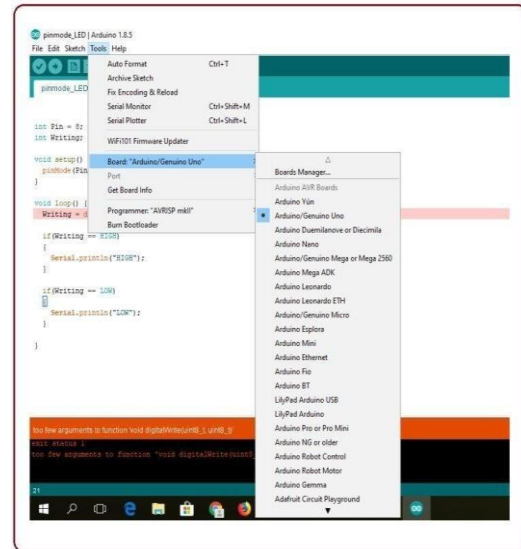 pinmode_LED | Arduino 1.8.5
File Edit Sketch Tools Help
pinmode_LED
Auto Format Ctrl+T
Archive Sketch
Fix Encoding & Reload
Serial Monitor Ctrl+Shift+M
Serial Plotter Ctrl+Shift+L
WiFi101 Firmware Updater
Board: "Arduino/Genuino Uno"
Port
Get Board Info
Programmer: "AVRISP mkII"
Burn Bootloader
int Pin = 8;
int Writing;
void setup()
pinMode(Pin
}
void loop() {
Writing = d
if(Writing == HIGH)
{
Serial.println("HIGH");
}
if(Writing == LOW)
{
Serial.println("LOW");
}
}
Boards Manager...
Arduino AVR Boards
Arduino Yún
Arduino/Genuino Uno
Arduino Duemilanove or Diecimila
Arduino Nano
Arduino/Genuino Mega or Mega 2560
Arduino Mega ADK
Arduino Leonardo
Arduino Leonardo ETH
Arduino/Genuino Micro
Arduino Esplora
Arduino Mini
Arduino Ethernet
Arduino Fio
Arduino BT
LilyPad Arduino USB
LilyPad Arduino
Arduino Pro or Pro Mini
Arduino NG or older
Arduino Robot Control
Arduino Robot Motor
Arduino Gemma
Adafruit Circuit Playground
too few arguments to function 'void digitalWrite(uint8_t, uint8_t)'
exit status 1
too few arguments to function 'void digitalWrite(uint8_
21